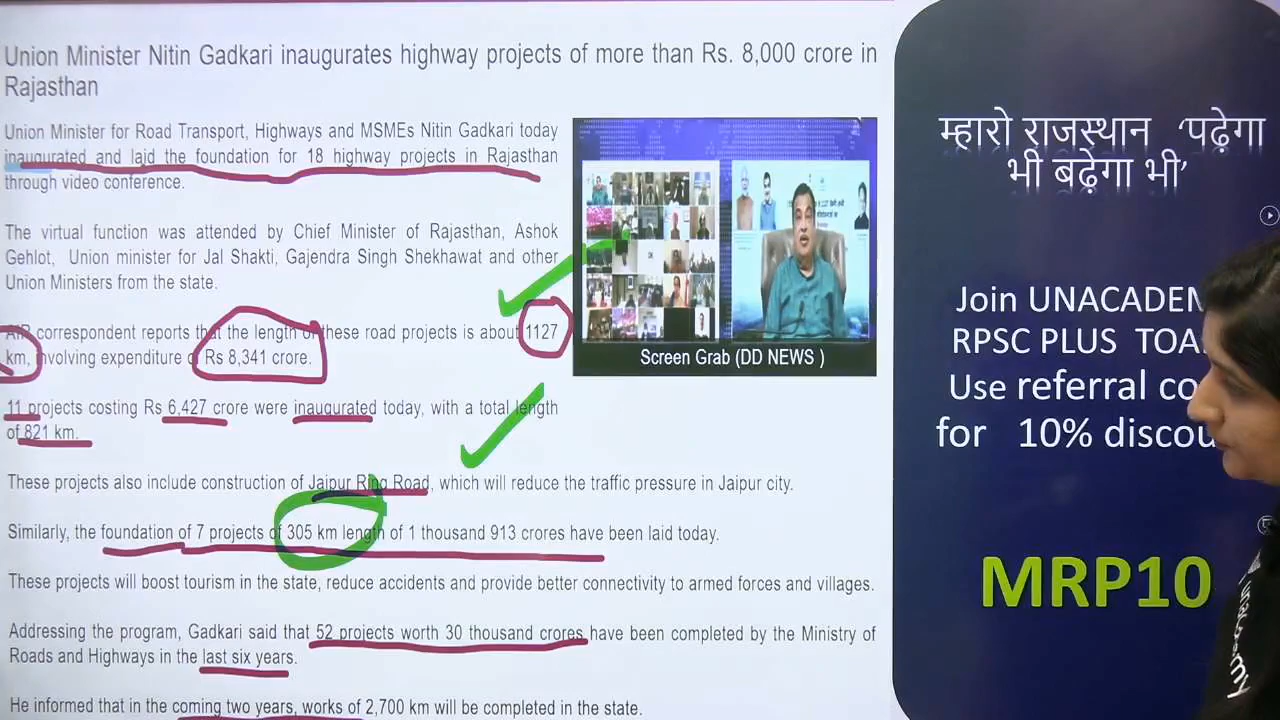 Union Minister Nitin Gadkari inaugurates highway projects of more than Rs. 8,000 crore in
Rajasthan
Union Minister for Road Transport, Highways and MSMEs Nitin Gadkari today
inaugurated and laid the foundation for 18 highway projects in Rajasthan
through video conference.
The virtual function was attended by Chief Minister of Rajasthan, Ashok
Gehlot, Union minister for Jal Shakti, Gajendra Singh Shekhawat and other
Union Ministers from the state.
AIR correspondent reports that the length of these road projects is about 1127
km, involving expenditure of Rs 8,341 crore.
11 projects costing Rs 6,427 crore were inaugurated today, with a total length
of 821 km.
Screen Grab (DD NEWS )
These projects also include construction of Jaipur Ring Road, which will reduce the traffic pressure in Jaipur city.
Similarly, the foundation of 7 projects of 305 km length of 1 thousand 913 crores have been laid today.
These projects will boost tourism in the state, reduce accidents and provide better connectivity to armed forces and villages.
Addressing the program, Gadkari said that 52 projects worth 30 thousand crores have been completed by the Ministry of
Roads and Highways in the last six years.
He informed that in the coming two years, works of 2,700 km will be completed in the state.
म्हारो राजस्थान ‘पढ़ेगा
भी बढ़ेगा भी’
Join UNACADEM
RPSC PLUS TOA
Use referral co
for 10% discou
MRP10